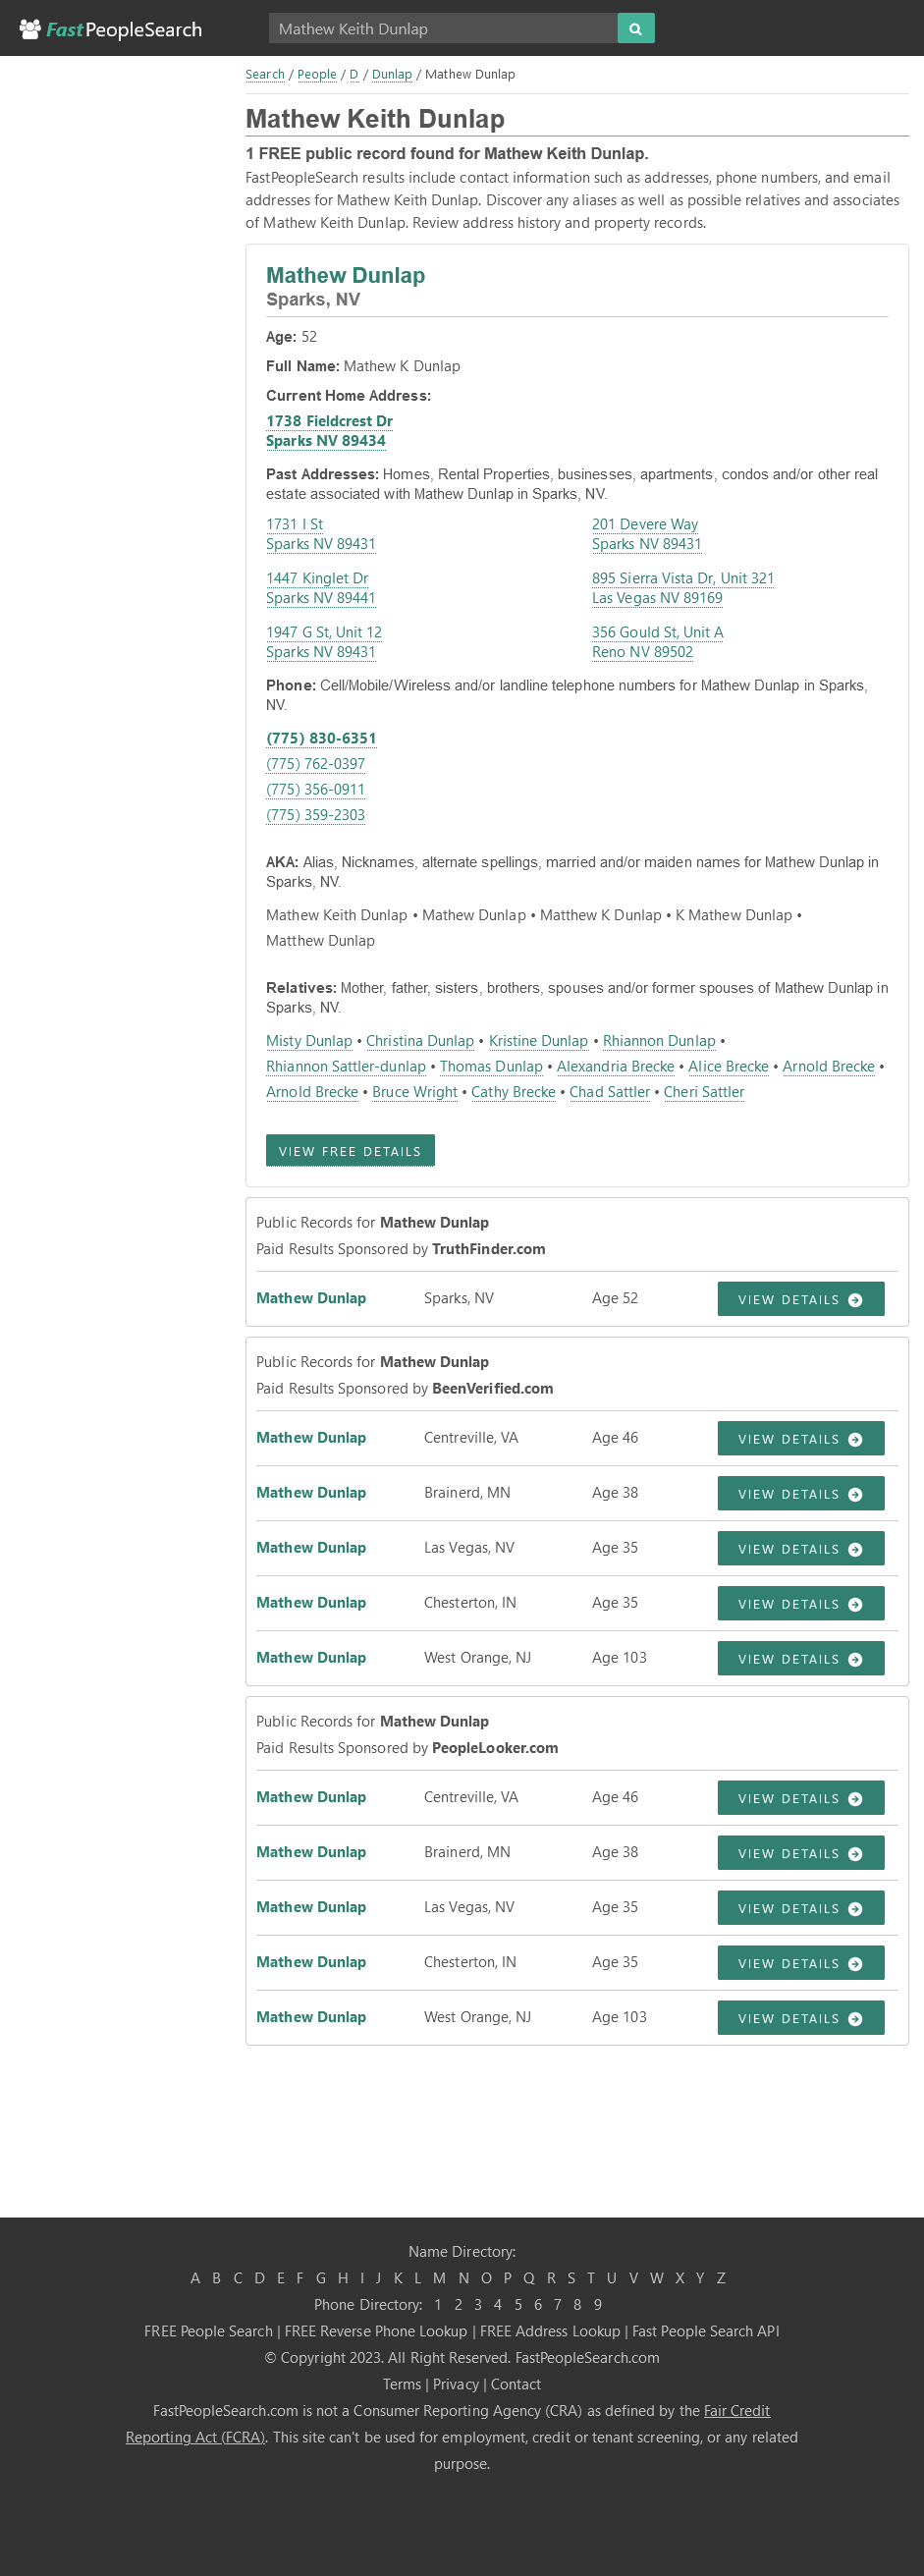 FastPeopleSearch
Mathew Keith Dunlap
Search / People / D / Dunlap / Mathew Dunlap
Mathew Keith Dunlap
1 FREE public record found for Mathew Keith Dunlap.
FastPeopleSearch results include contact information such as addresses, phone numbers, and email
addresses for Mathew Keith Dunlap. Discover any aliases as well as possible relatives and associates
of Mathew Keith Dunlap. Review address history and property records.
Mathew Dunlap
Sparks, NV
Age: 52
Full Name: Mathew K Dunlap
Current Home Address:
1738 Fieldcrest Dr
Sparks NV 89434
Past Addresses: Homes, Rental Properties, businesses, apartments, condos and/or other real
estate associated with Mathew Dunlap in Sparks, NV.
1731 I St
Sparks NV 89431
201 Devere Way
Sparks NV 89431
1447 Kinglet Dr
Sparks NV 89441
895 Sierra Vista Dr, Unit 321
Las Vegas NV 89169
1947 G St, Unit 12
Sparks NV 89431
356 Gould St, Unit A
Reno NV 89502
Phone: Cell/Mobile/Wireless and/or landline telephone numbers for Mathew Dunlap in Sparks,
NV.
(775) 830-6351
(775) 762-0397
(775) 356-0911
(775) 359-2303
AKA: Alias, Nicknames, alternate spellings, married and/or maiden names for Mathew Dunlap in
Sparks, NV.
Mathew Keith Dunlap • Mathew Dunlap • Matthew K Dunlap • K Mathew Dunlap •
Matthew Dunlap
Relatives: Mother, father, sisters, brothers, spouses and/or former spouses of Mathew Dunlap in
Sparks, NV.
Misty Dunlap • Christina Dunlap • Kristine Dunlap • Rhiannon Dunlap •
Rhiannon Sattler-dunlap • Thomas Dunlap • Alexandria Brecke • Alice Brecke • Arnold Brecke •
Arnold Brecke • Bruce Wright • Cathy Brecke • Chad Sattler • Cheri Sattler
VIEW FREE DETAILS
Public Records for Mathew Dunlap
Paid Results Sponsored by TruthFinder.com
Mathew Dunlap Sparks, NV Age 52 VIEW DETAILS
Public Records for Mathew Dunlap
Paid Results Sponsored by BeenVerified.com
Mathew Dunlap Centreville, VA Age 46 VIEW DETAILS
Mathew Dunlap Brainerd, MN Age 38 VIEW DETAILS
Mathew Dunlap Las Vegas, NV Age 35 VIEW DETAILS
Mathew Dunlap Chesterton, IN Age 35 VIEW DETAILS
Mathew Dunlap West Orange, NJ Age 103 VIEW DETAILS
Public Records for Mathew Dunlap
Paid Results Sponsored by PeopleLooker.com
Mathew Dunlap Centreville, VA Age 46 VIEW DETAILS
Mathew Dunlap Brainerd, MN Age 38 VIEW DETAILS
Mathew Dunlap Las Vegas, NV Age 35 VIEW DETAILS
Mathew Dunlap Chesterton, IN Age 35 VIEW DETAILS
Mathew Dunlap West Orange, NJ Age 103 VIEW DETAILS
Name Directory:
A B C D E F G H I J K L M N O P Q R S T U V W X Y Z
Phone Directory: 1 2 3 4 5 6 7 8 9
FREE People Search | FREE Reverse Phone Lookup | FREE Address Lookup | Fast People Search API
© Copyright 2023. All Right Reserved. FastPeopleSearch.com
Terms | Privacy | Contact
FastPeopleSearch.com is not a Consumer Reporting Agency (CRA) as defined by the Fair Credit
Reporting Act (FCRA). This site can't be used for employment, credit or tenant screening, or any related
purpose.